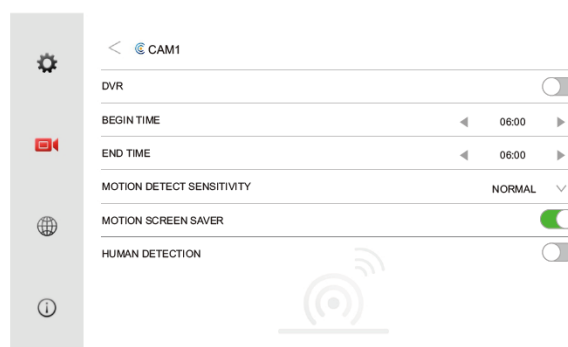 < CAM1
DVR
BEGIN TIME 06:00
END TIME 06:00
MOTION DETECT SENSITIVITY NORMAL
MOTION SCREEN SAVER
HUMAN DETECTION